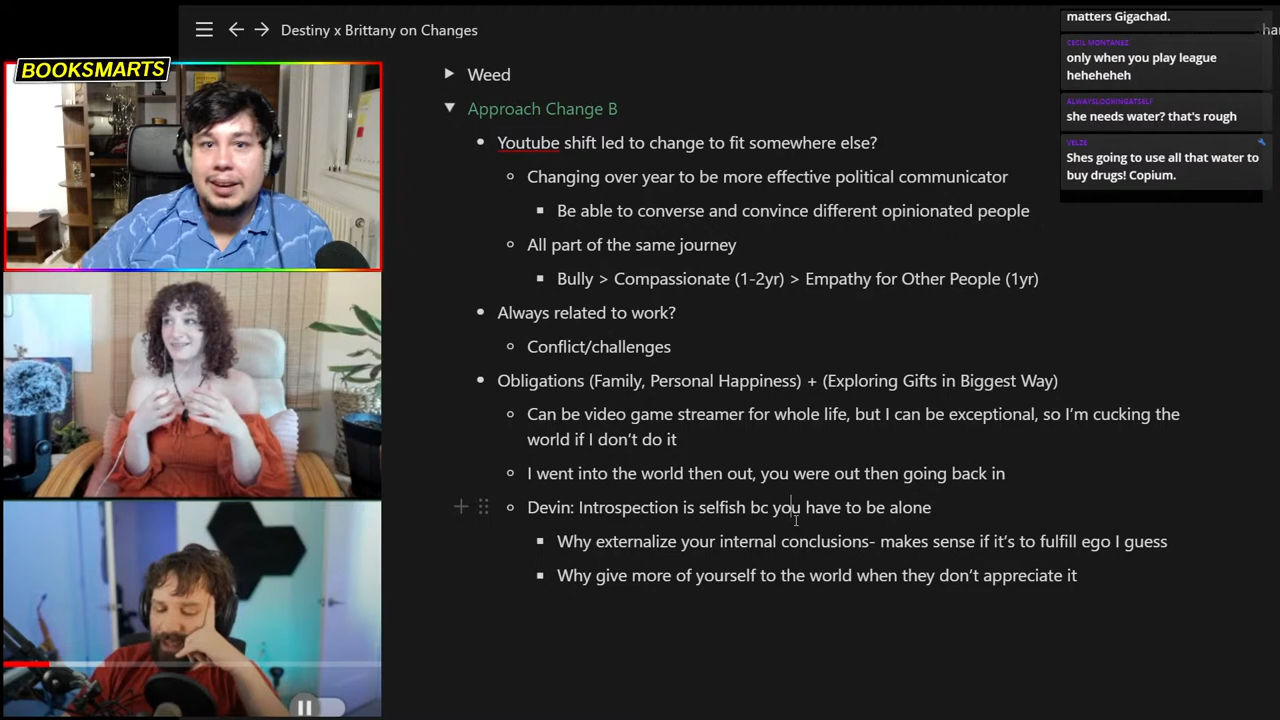 Destiny x Brittany on Changes
BOOKSMARTS
Weed
Approach Change B
Youtube shift led to change to fit somewhere else?
Changing over year to be more effective political communicator
Be able to converse and convince different opinionated people
All part of the same journey
Bully > Compassionate (1-2yr) > Empathy for Other People (1yr)
Always related to work?
Conflict/challenges
Obligations (Family, Personal Happiness) + (Exploring Gifts in Biggest Way)
Can be video game streamer for whole life, but I can be exceptional, so I'm cucking the
world if I don't do it
I went into the world then out, you were out then going back in
Devin: Introspection is selfish bc you have to be alone
Why externalize your internal conclusions- makes sense if it's to fulfill ego I guess
Why give more of yourself to the world when they don't appreciate it
matters Gigachad.
CECIL MONTANEZ
only when you play league
heheheheh
ALWAYSLOOKINGATSELF
she needs water? that's rough
VELZE
Shes going to use all that water to
buy drugs! Copium.